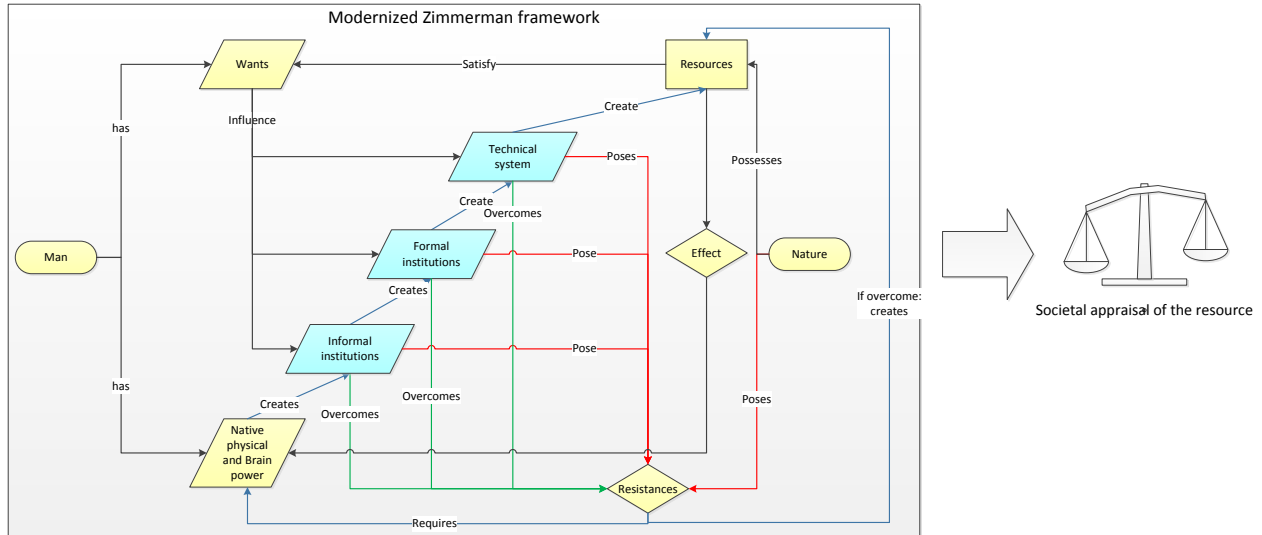 Modernized Zimmerman framework
Wants
Satisfy
Resources
Create
has
Influence
Technical
system
Poses
Possesses
Create
Overcomes
Man
Formal
institutions
Pose
Effect
Nature
Creates
If overcome:
creates
Societal appraisal of the resource
Informal
institutions
Pose
has
Creates
Overcomes
Overcomes
Poses
Native
physical
and Brain
power
Resistances
Requires